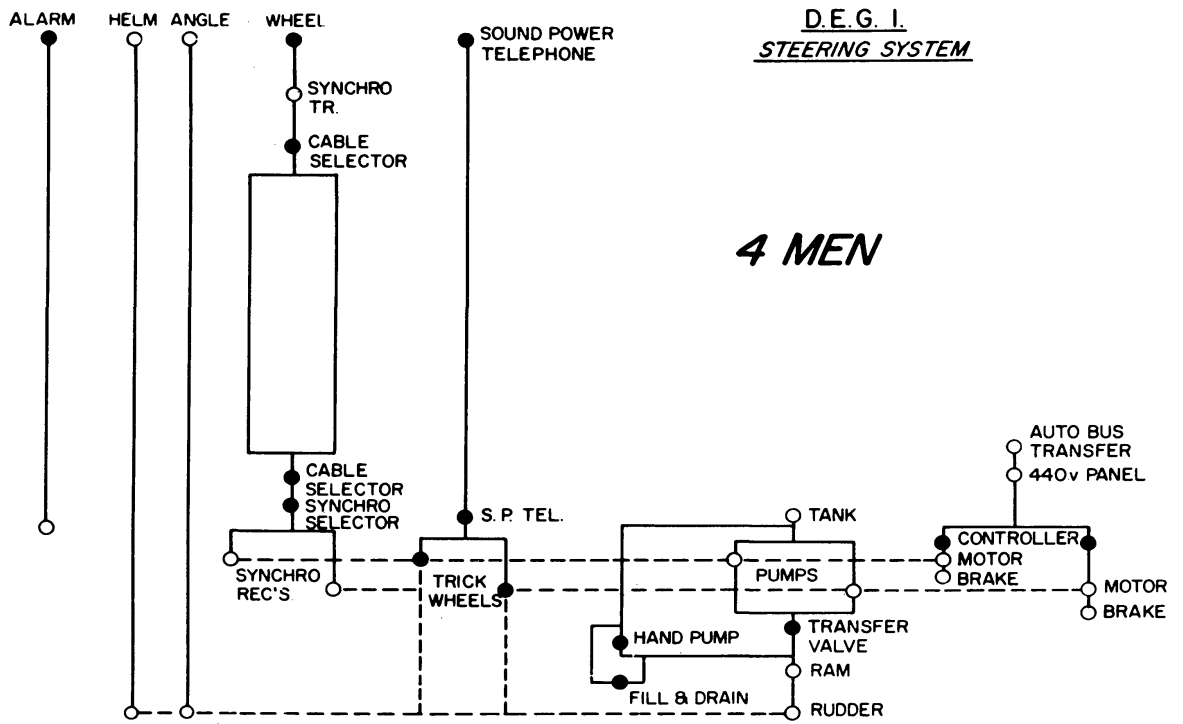 ALARM HELM ANGLE WHEEL
SOUND POWER
TELEPHONE
D.E.G. I.
STEERING SYSTEM
SYNCHRO
TR.
CABLE
SELECTOR
4 MEN
AUTO BUS
TRANSFER
440.v PANEL
CABLE
SELECTOR
SYNCHRO
SELECTOR
S.P. TEL.
TANK
CONTROLLER
MOTOR
BRAKE
SYNCHRO
REC'S
TRICK
WHEELS
PUMPS
MOTOR
BRAKE
HAND PUMP
TRANSFER
VALVE
RAM
FILL & DRAIN
RUDDER